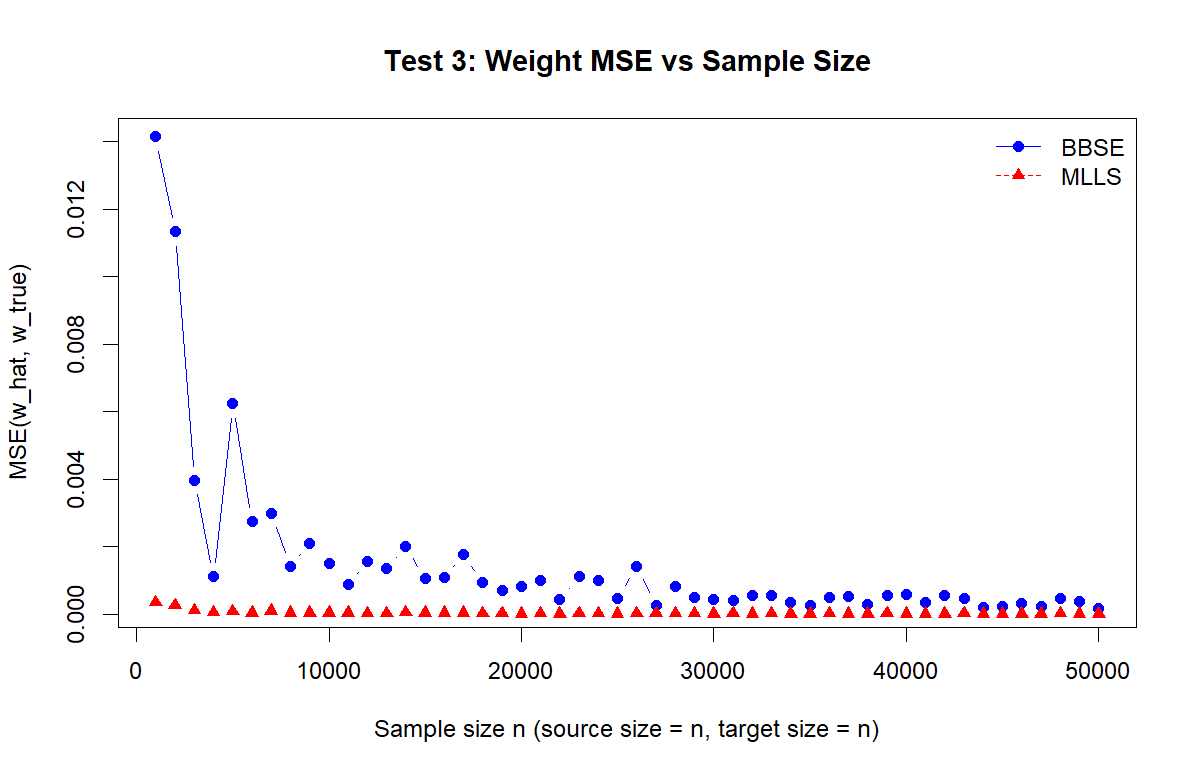 Test 3: Weight MSE vs Sample Size
BBSE
MLLS
MSE(w_hat, w_true)
0.012
0.008
0.004
0.000
0 10000 20000 30000 40000 50000
Sample size n (source size = n, target size = n)